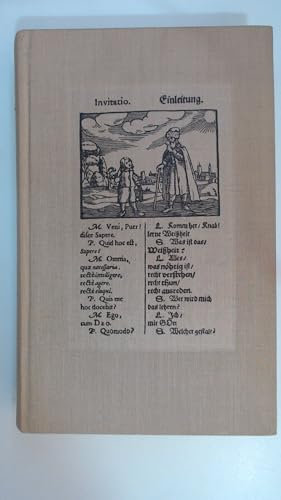 Invitatio.
Einleitung.
M. Veni, Puer!
disce Sapere.
P. Quid hoc est,
Sapere?
M. Omnia,
quæ necessaria,
rectè intelligere,
rectè agere,
rectè eloqui.
P. Quis me
hoc docebit?
M. Ego,
cum DEO.
P. Quomodo?
L. Komm her/ Knab!
lerne Weißheit
S. Was ist das/
Weißheit?
L. Alles/
was nöhtig ist/
recht verstehen/
recht thun/
recht ausreden.
S. Wer wird mich
das lehren?
L. Ich/
mit GOtt
S. Welcher gestalt?